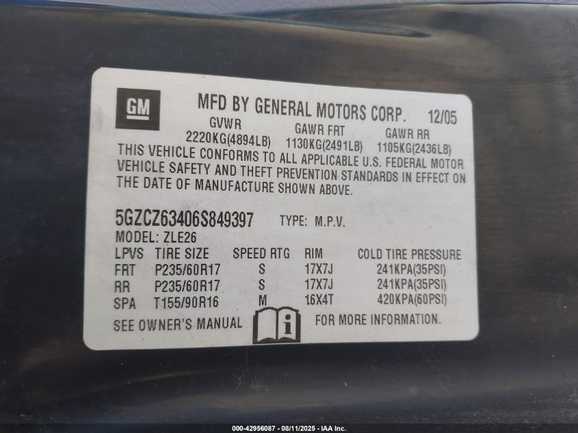 GM
MFD BY GENERAL MOTORS CORP. 12/05
GVWR GAWR FRT GAWR RR
2220KG(4894LB) 1130KG(2491LB) 1105KG(2436LB)
THIS VEHICLE CONFORMS TO ALL APPLICABLE U.S. FEDERAL MOTOR
VEHICLE SAFETY AND THEFT PREVENTION STANDARDS IN EFFECT ON
THE DATE OF MANUFACTURE SHOWN ABOVE.
5GZCZ63406S849397 TYPE: M.P.V.
MODEL: ZLE26
LPVS TIRE SIZE SPEED RTG RIM COLD TIRE PRESSURE
FRT P235/60R17 S 17X7J 241KPA(35PSI)
RR P235/60R17 S 17X7J 241KPA(35PSI)
SPA T155/90R16 M 16X4T 420KPA(60PSI)
SEE OWNER'S MANUAL FOR MORE INFORMATION.
000-42956087 - 08/11/2025 - IAA Inc.